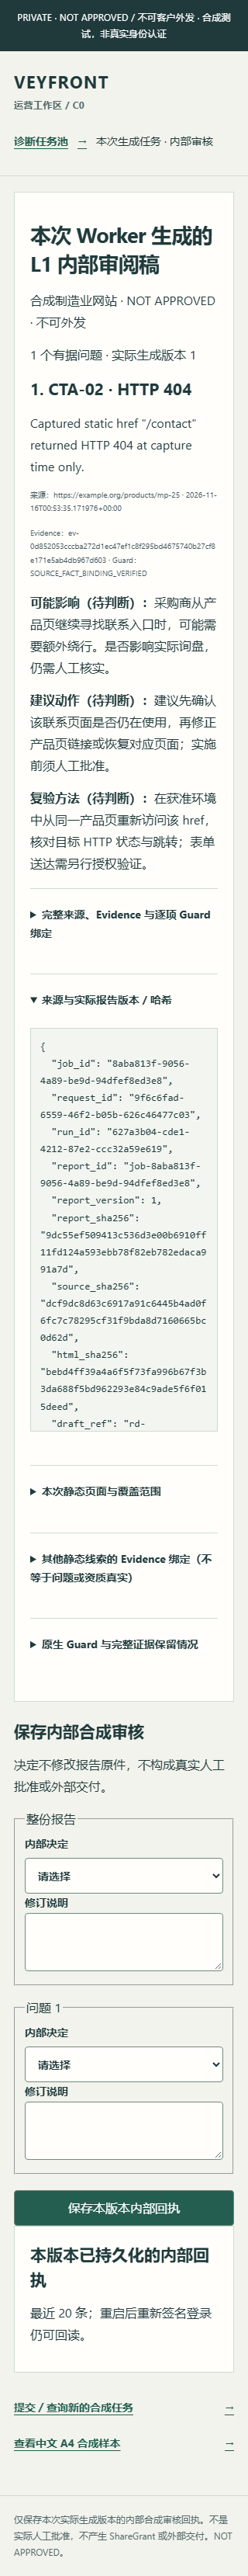 PRIVATE · NOT APPROVED / 不可客户外发 · 合成测
试，非真实身份认证
VEYFRONT
运营工作区 / C0
诊断任务池 → 本次生成任务 · 内部审核
本次 Worker 生成的
L1 内部审阅稿
合成制造业网站 · NOT APPROVED
· 不可外发
1 个有据问题 · 实际生成版本 1
1. CTA-02 · HTTP 404
Captured static href "/contact"
returned HTTP 404 at capture
time only.
来源：https://example.org/products/mp-25 · 2026-11-
16T00:53:35.171976+00:00
Evidence：ev-
0d852053cccba272d1ec47ef1c8f295bd4675740b27cf8
e171e5ab4db967d603 · Guard：
SOURCE_FACT_BINDING_VERIFIED
可能影响（待判断）：采购商从产
品页继续寻找联系入口时，可能需
要额外绕行。是否影响实际询盘，
仍需人工核实。
建议动作（待判断）：建议先确认
该联系页面是否仍在使用，再修正
产品页链接或恢复对应页面；实施
前须人工批准。
复验方法（待判断）：在获准环境
中从同一产品页重新访问该 href，
核对目标 HTTP 状态与跳转；表单
送达需另行授权验证。
▶ 完整来源、Evidence 与逐项 Guard
绑定
▼ 来源与实际报告版本 / 哈希
{
"job_id": "8aba813f-9056-
4a89-be9d-94dfef8ed3e8",
"request_id": "9f6c6fad-
6559-46f2-b05b-626c46477c03",
"run_id": "627a3b04-cde1-
4212-87e2-ccc32a59e619",
"report_id": "job-8aba813f-
9056-4a89-be9d-94dfef8ed3e8",
"report_version": 1,
"report_sha256":
"9dc55ef509413c536d3e00b6910ff
11fd124a593ebb78f82eb782edaca9
91a7d",
"source_sha256":
"dcf9dc8d63c6917a91c6445b4ad0f
6fc7c78295cf31f9bda8d7160665bc
0d62d",
"html_sha256":
"bebd4ff39a4a6f5f73fa996b67f3b
3da688f5bd962293e84c9ade5f6f01
5deed",
"draft_ref": "rd-
▶ 本次静态页面与覆盖范围
▶ 其他静态线索的 Evidence 绑定（不
等于问题或资质真实）
▶ 原生 Guard 与完整证据保留情况
保存内部合成审核
决定不修改报告原件，不构成真实人工
批准或外部交付。
整份报告
内部决定
请选择
修订说明
问题 1
内部决定
请选择
修订说明
保存本版本内部回执
本版本已持久化的内部回
执
最近 20 条；重启后重新签名登录
仍可回读。
提交 / 查询新的合成任务 →
查看中文 A4 合成样本 →
仅保存本次实际生成版本的内部合成审核回执。不是
实际人工批准，不产生 ShareGrant 或外部交付。NOT
APPROVED。